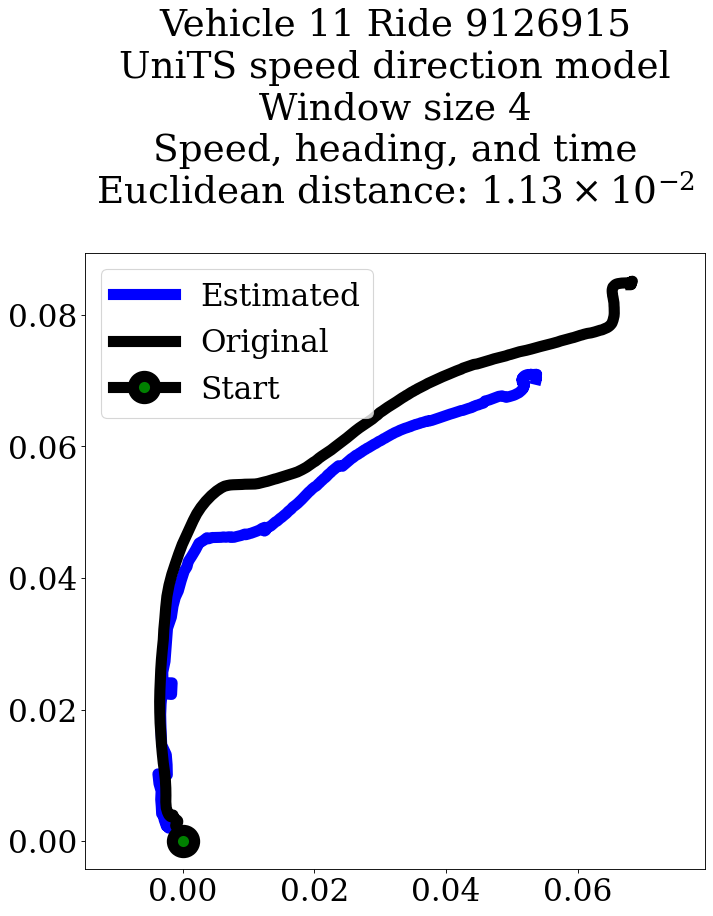 Vehicle 11 Ride 9126915
UniTS speed direction model
Window size 4
Speed, heading, and time
Euclidean distance: 1.13 × 10⁻²
Estimated
Original
Start
0.08
0.06
0.04
0.02
0.00
0.00 0.02 0.04 0.06